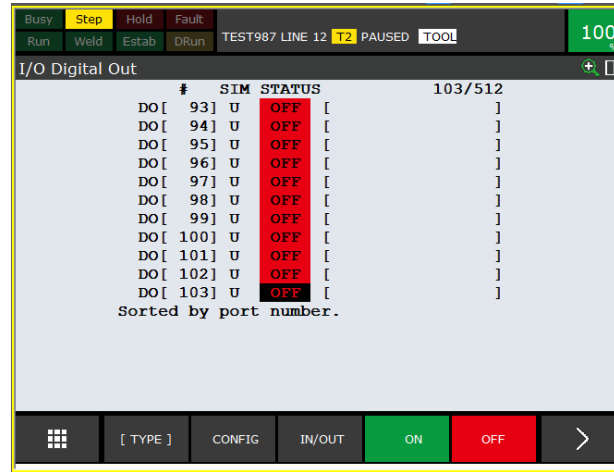 Busy Step Hold Fault
Run Weld Estab DRun TEST987 LINE 12 T2 PAUSED TOOL 100
%
I/O Digital Out
# SIM STATUS 103/512
DO[ 93] U OFF [ ]
DO[ 94] U OFF [ ]
DO[ 95] U OFF [ ]
DO[ 96] U OFF [ ]
DO[ 97] U OFF [ ]
DO[ 98] U OFF [ ]
DO[ 99] U OFF [ ]
DO[ 100] U OFF [ ]
DO[ 101] U OFF [ ]
DO[ 102] U OFF [ ]
DO[ 103] U OFF [ ]
Sorted by port number.
[ TYPE ] CONFIG IN/OUT ON OFF >